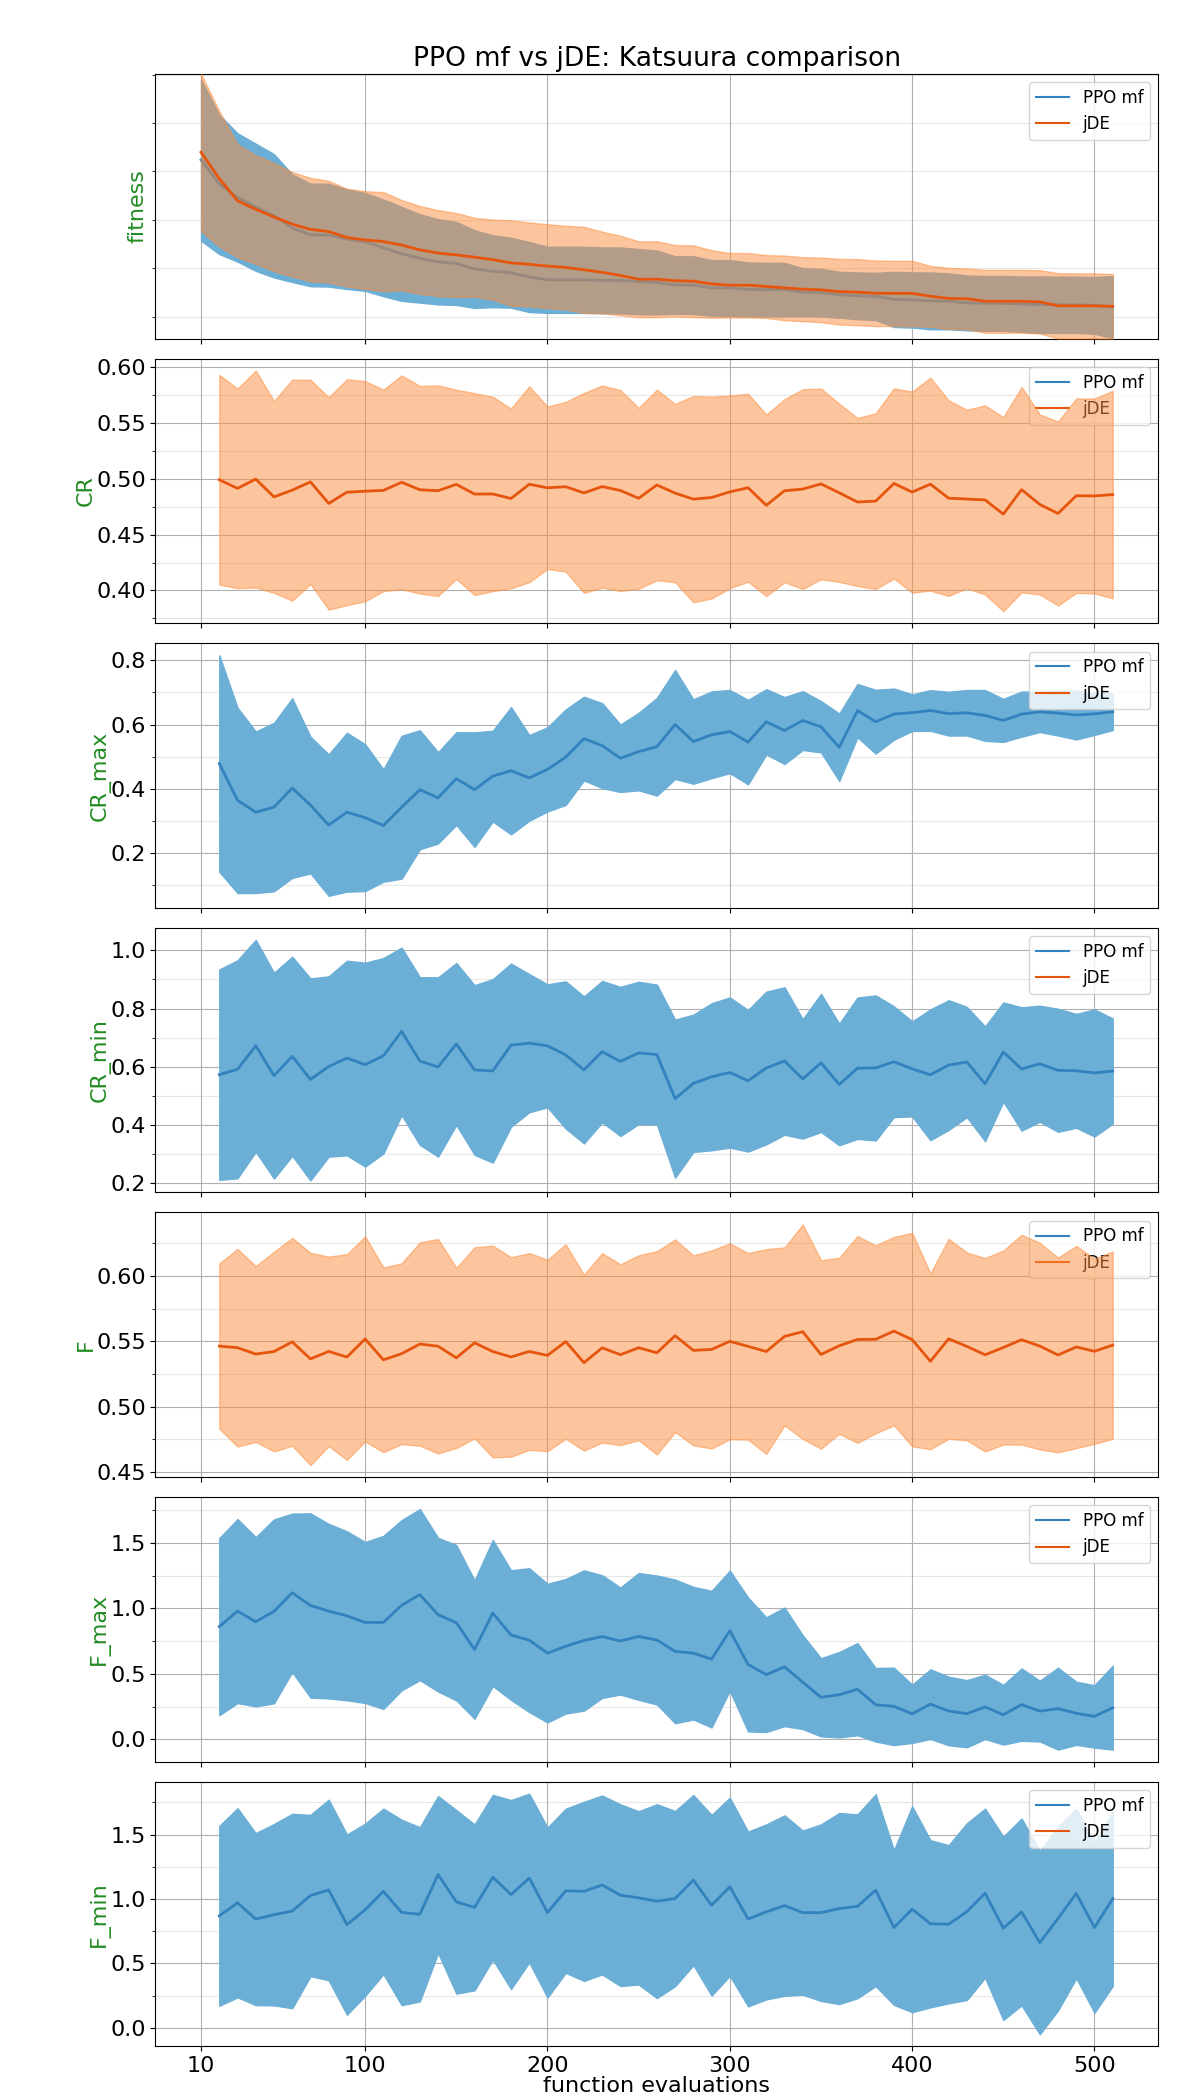 PPO mf vs jDE: Katsuura comparison
fitness
PPO mf
jDE
CR
0.60
0.55
0.50
0.45
0.40
PPO mf
jDE
CR_max
0.8
0.6
0.4
0.2
PPO mf
jDE
CR_min
1.0
0.8
0.6
0.4
0.2
PPO mf
jDE
F
0.60
0.55
0.50
0.45
PPO mf
jDE
F_max
1.5
1.0
0.5
0.0
PPO mf
jDE
F_min
1.5
1.0
0.5
0.0
PPO mf
jDE
10 100 200 300 400 500
function evaluations